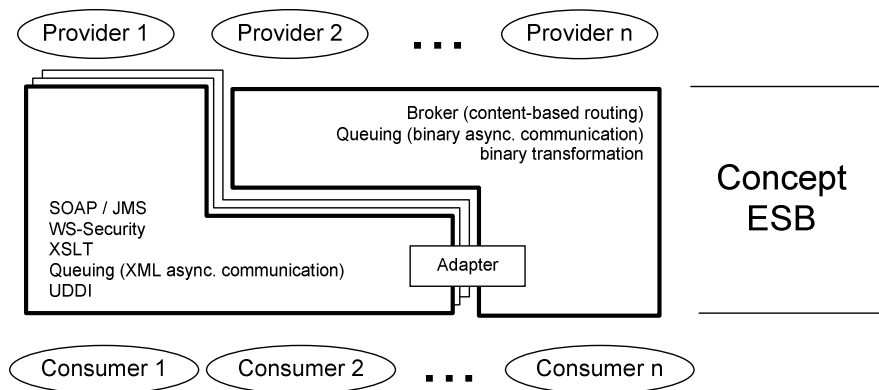 Provider 1
Provider 2
...
Provider n
Broker (content-based routing)
Queuing (binary async. communication)
binary transformation
Concept
ESB
SOAP / JMS
WS-Security
XSLT
Queuing (XML async. communication)
UDDI
Adapter
Consumer 1
Consumer 2
...
Consumer n